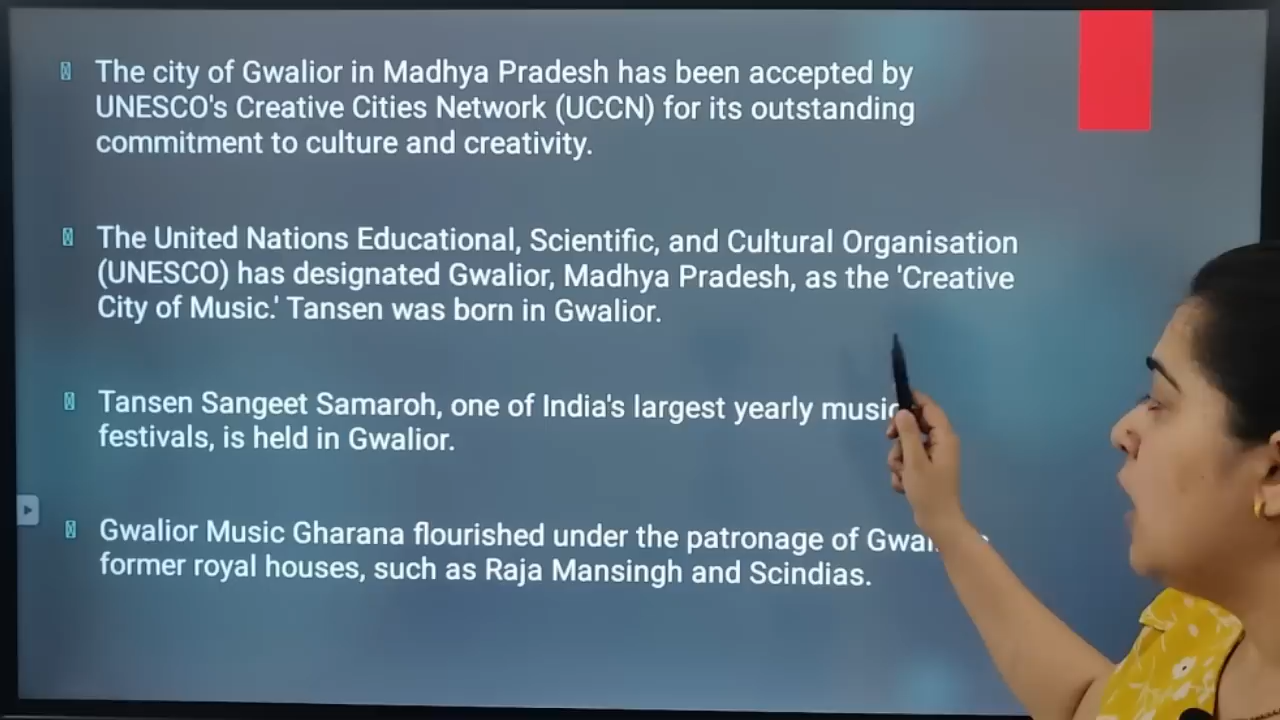 The city of Gwalior in Madhya Pradesh has been accepted by
UNESCO's Creative Cities Network (UCCN) for its outstanding
commitment to culture and creativity.
The United Nations Educational, Scientific, and Cultural Organisation
(UNESCO) has designated Gwalior, Madhya Pradesh, as the 'Creative
City of Music.' Tansen was born in Gwalior.
Tansen Sangeet Samaroh, one of India's largest yearly music
festivals, is held in Gwalior.
Gwalior Music Gharana flourished under the patronage of
former royal houses, such as Raja Mansingh and Scindias.